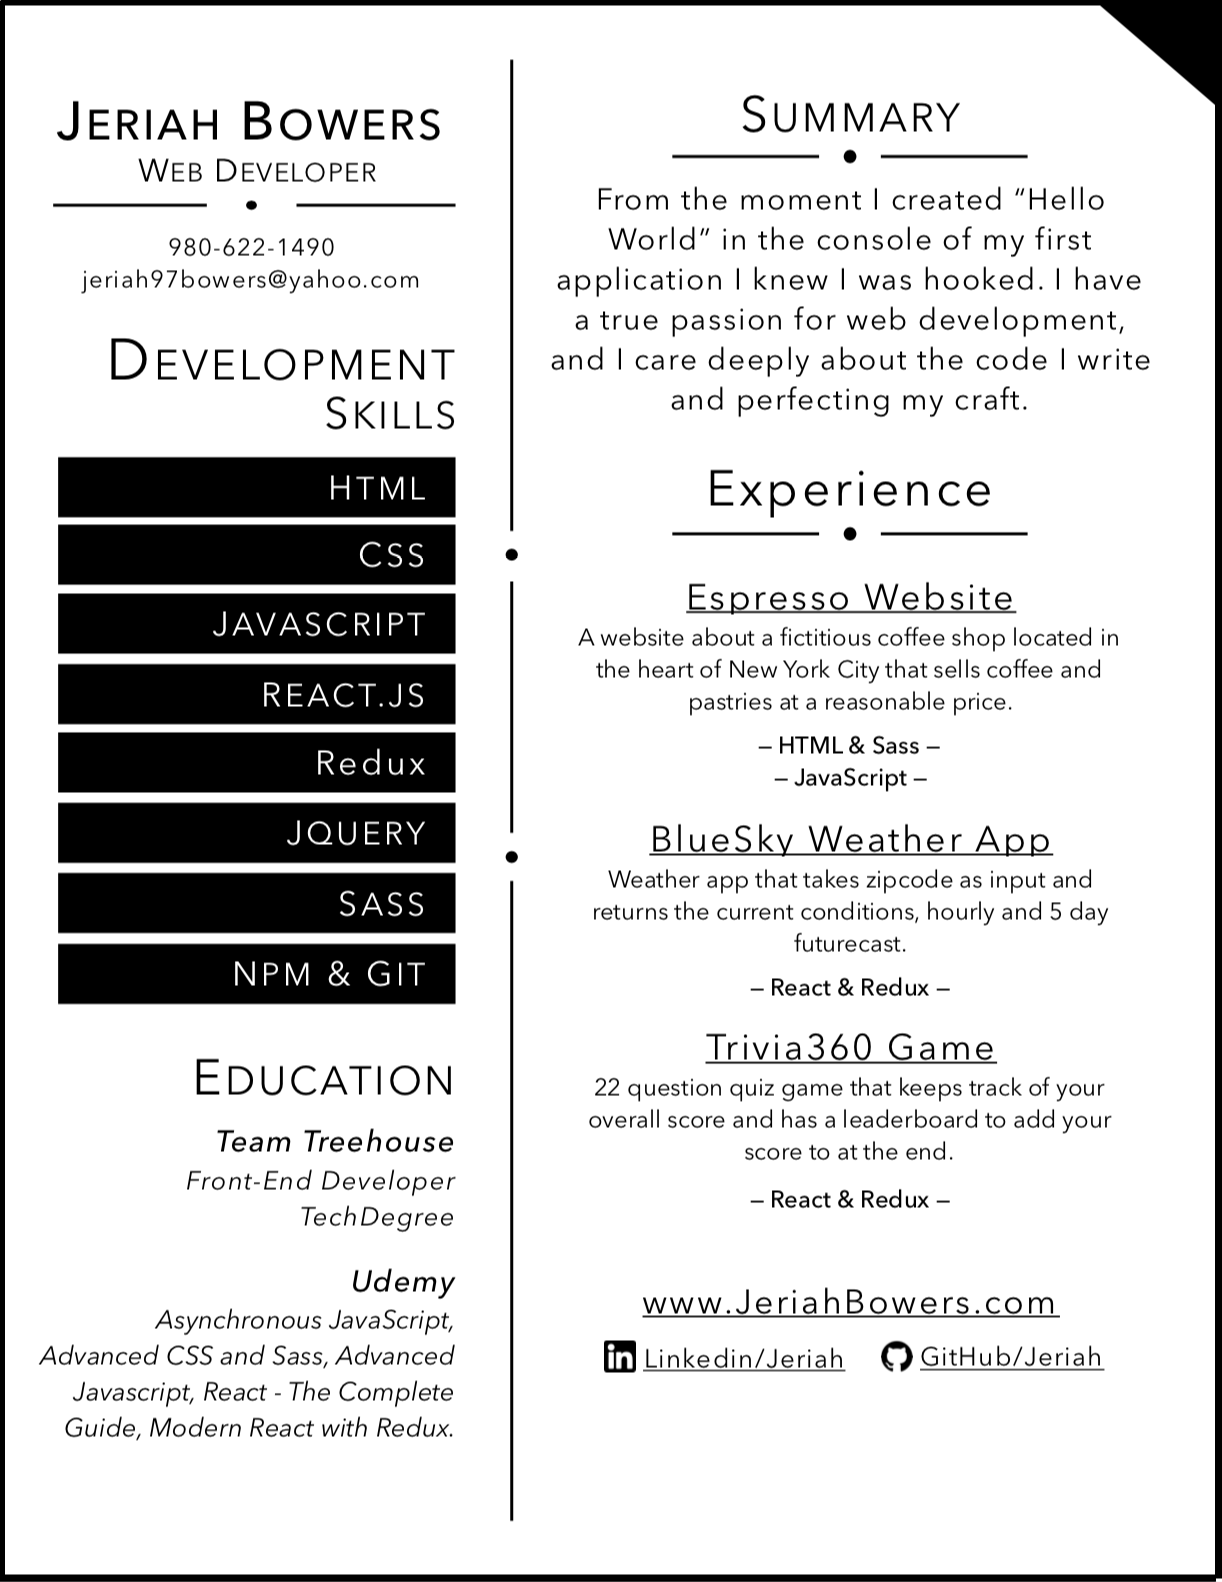 JERIAH BOWERS
WEB DEVELOPER
980-622-1490
jeriah97bowers@yahoo.com
DEVELOPMENT
SKILLS
HTML
CSS
JAVASCRIPT
REACT.JS
Redux
JQUERY
SASS
NPM & GIT
EDUCATION
Team Treehouse
Front-End Developer
TechDegree
Udemy
Asynchronous JavaScript,
Advanced CSS and Sass, Advanced
Javascript, React - The Complete
Guide, Modern React with Redux.
SUMMARY
From the moment I created “Hello
World” in the console of my first
application I knew I was hooked. I have
a true passion for web development,
and I care deeply about the code I write
and perfecting my craft.
Experience
Espresso Website
A website about a fictitious coffee shop located in
the heart of New York City that sells coffee and
pastries at a reasonable price.
– HTML & Sass –
– JavaScript –
BlueSky Weather App
Weather app that takes zipcode as input and
returns the current conditions, hourly and 5 day
futurecast.
– React & Redux –
Trivia360 Game
22 question quiz game that keeps track of your
overall score and has a leaderboard to add your
score to at the end.
– React & Redux –
www.JeriahBowers.com
in Linkedin/Jeriah GitHub/Jeriah